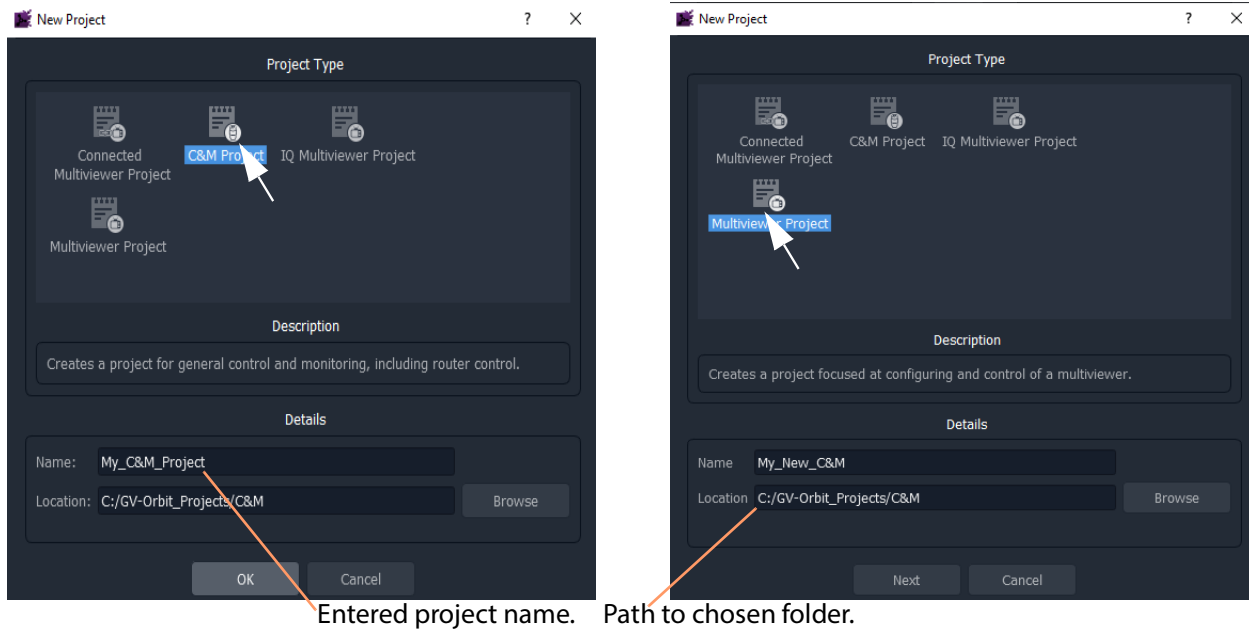 New Project
?
Project Type
Connected
Multiviewer Project
C&M Project
IQ Multiviewer Project
Multiviewer Project
Description
Creates a project for general control and monitoring, including router control.
Details
Name: My_C&M_Project
Location: C:/GV-Orbit_Projects/C&M
Browse
OK
Cancel
Entered project name.
New Project
?
Project Type
Connected
Multiviewer Project
C&M Project
IQ Multiviewer Project
Multiviewer Project
Description
Creates a project focused at configuring and control of a multiviewer.
Details
Name My_New_C&M
Location C:/GV-Orbit_Projects/C&M
Browse
Next
Cancel
Path to chosen folder.